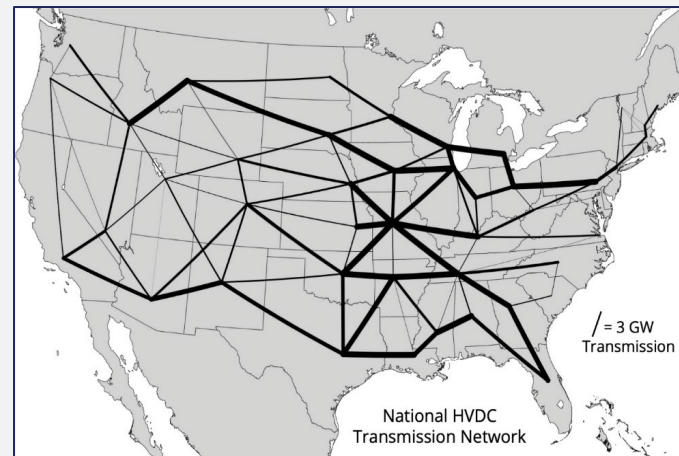 / = 3 GW
Transmission
National HVDC
Transmission Network